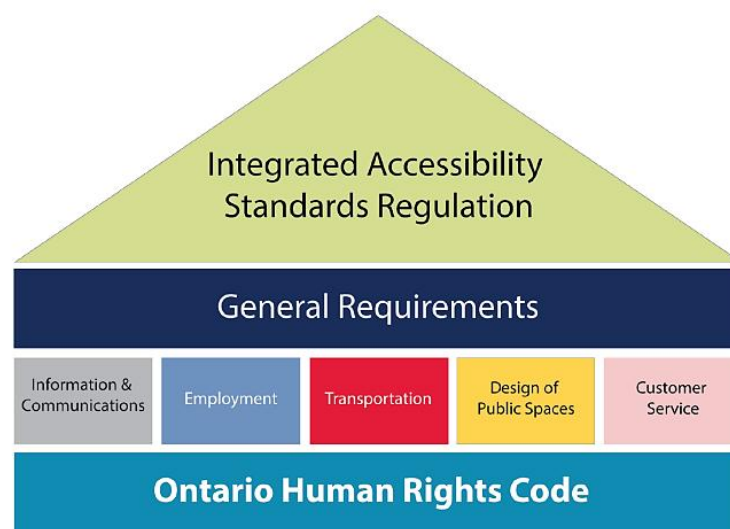 Integrated Accessibility
Standards Regulation
General Requirements
Information &
Communications
Employment
Transportation
Design of
Public Spaces
Customer
Service
Ontario Human Rights Code